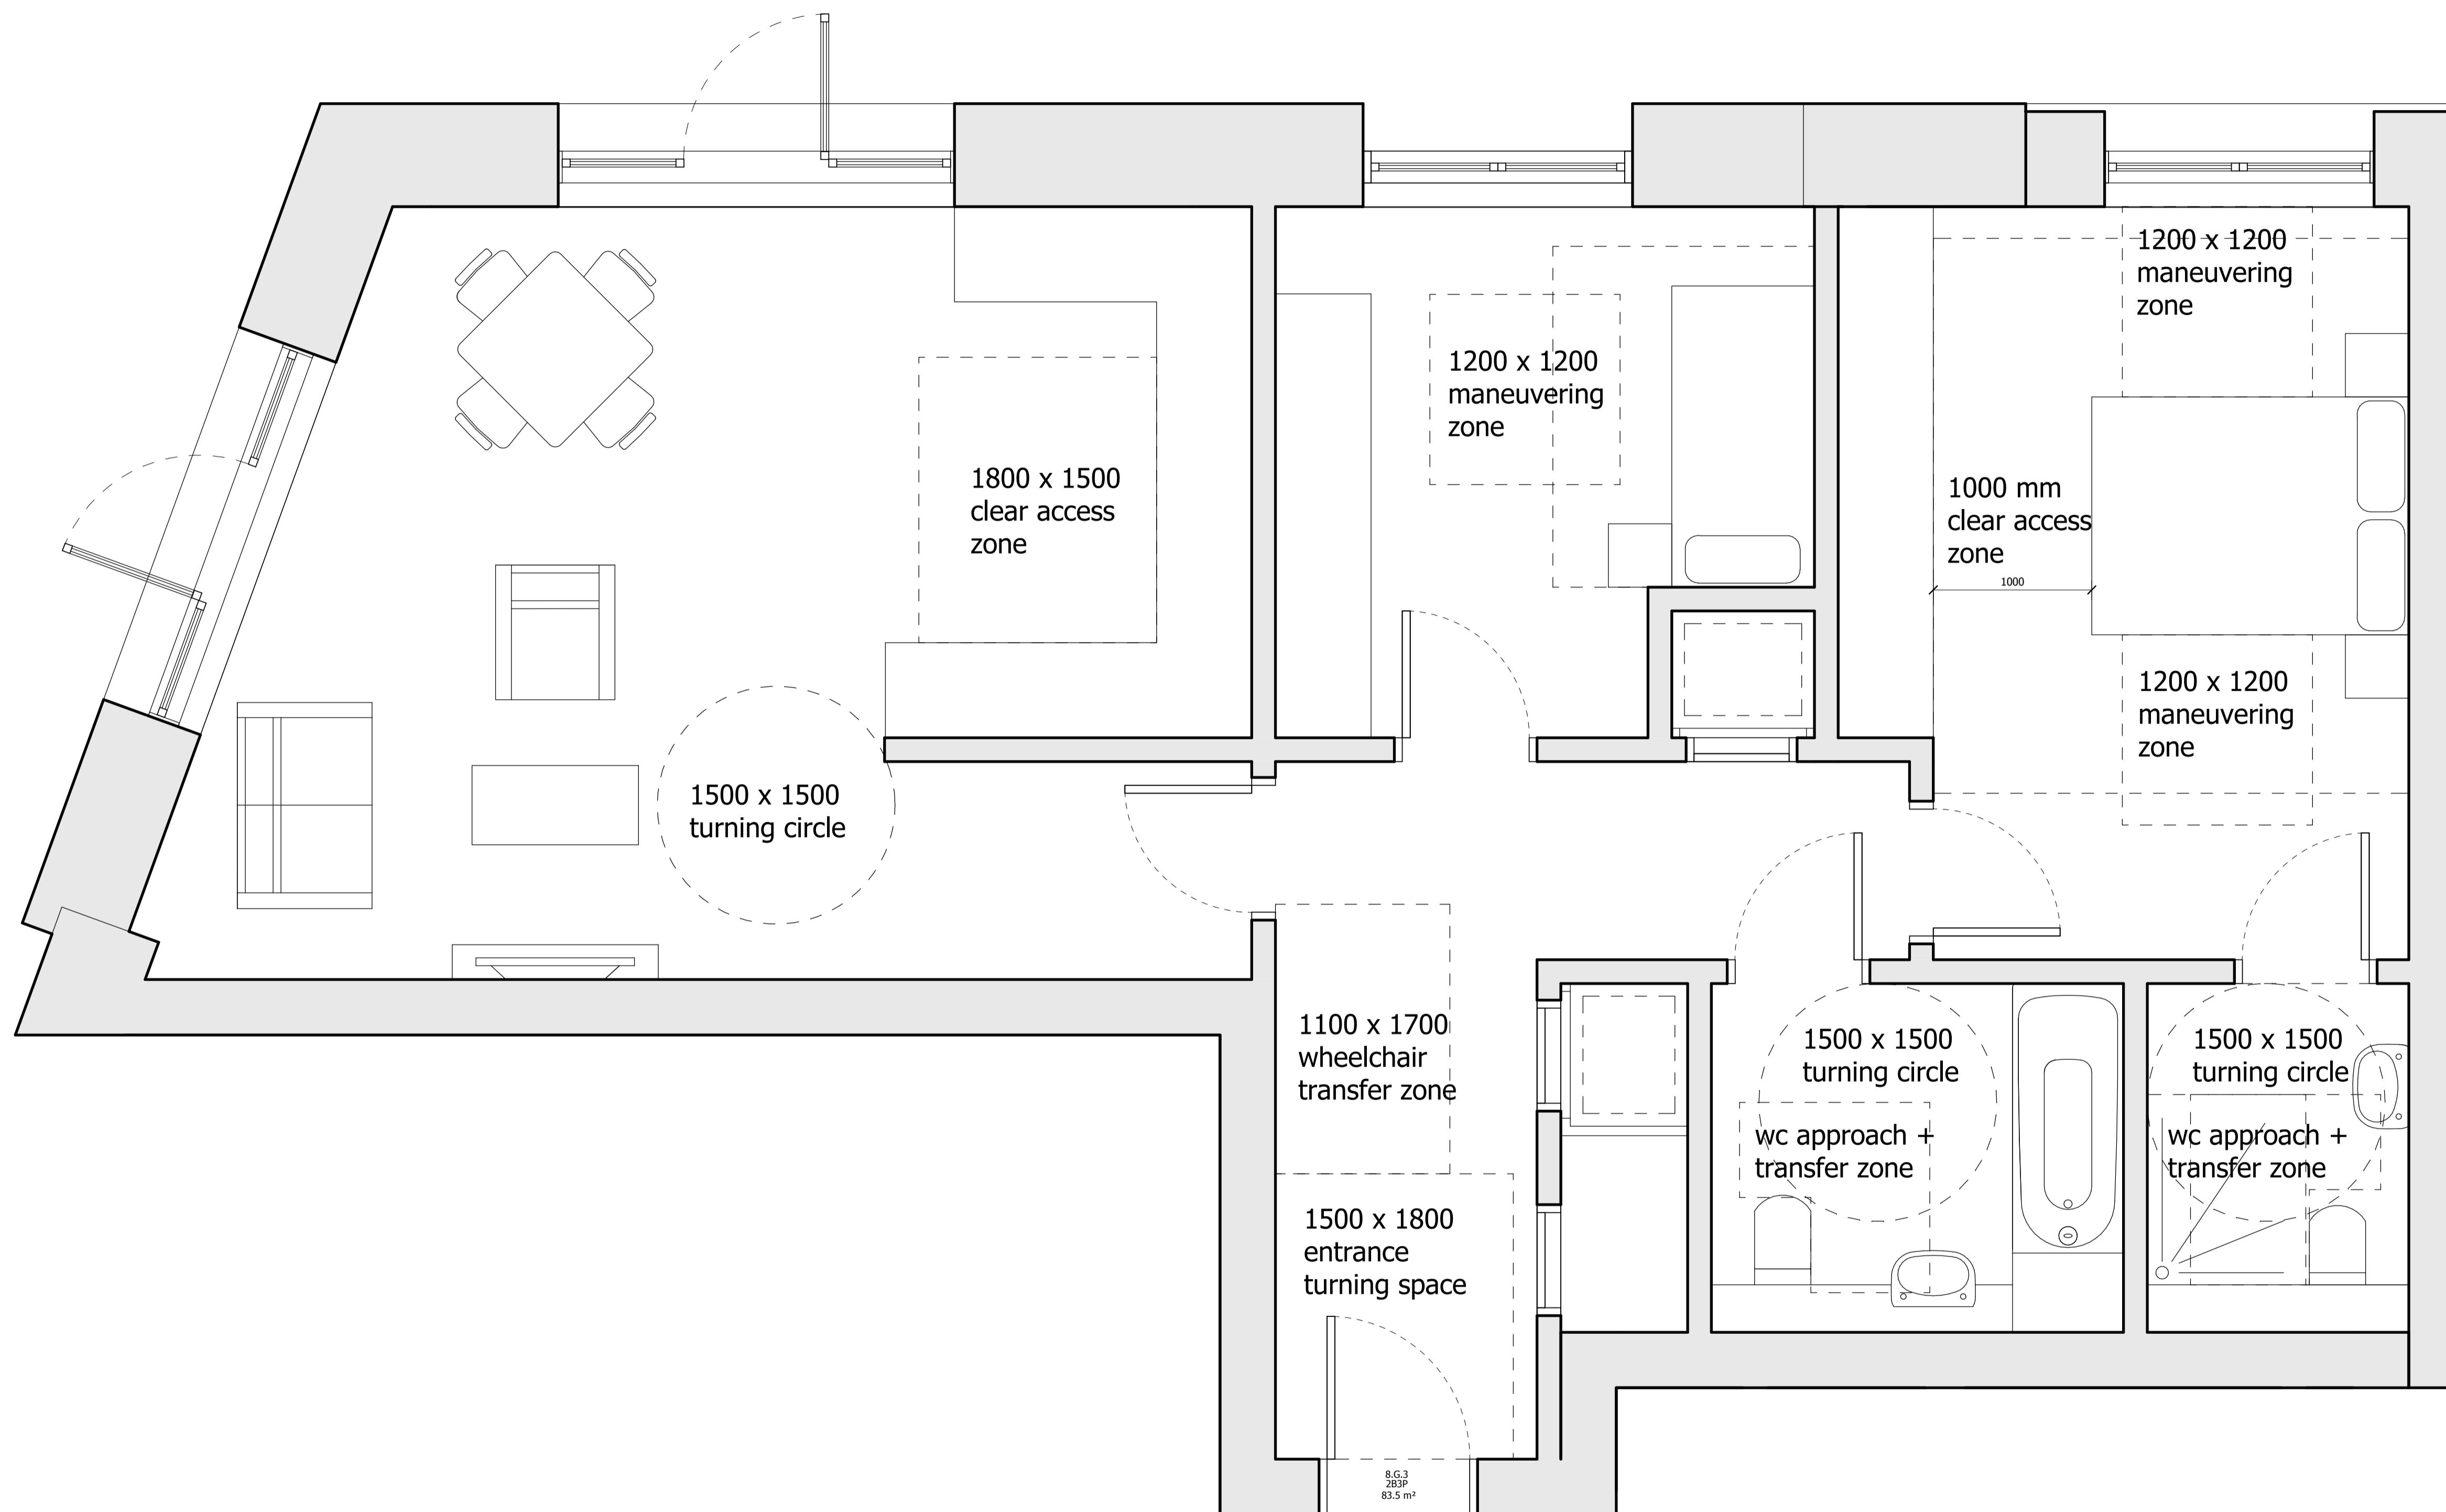 1200 x 1200
maneuvering
zone
1200 x 1200
maneuvering
zone
1800 x 1500
clear access
zone
1000 mm
clear access
zone
1000
1200 x 1200
maneuvering
zone
1500 x 1500
turning circle
1100 x 1700
wheelchair
transfer zone
1500 x 1500
turning circle
wc approach +
transfer zone
1500 x 1500
turning circle
wc approach +
transfer zone
1500 x 1800
entrance
turning space
8.G.3
2B3P
83.5 m²